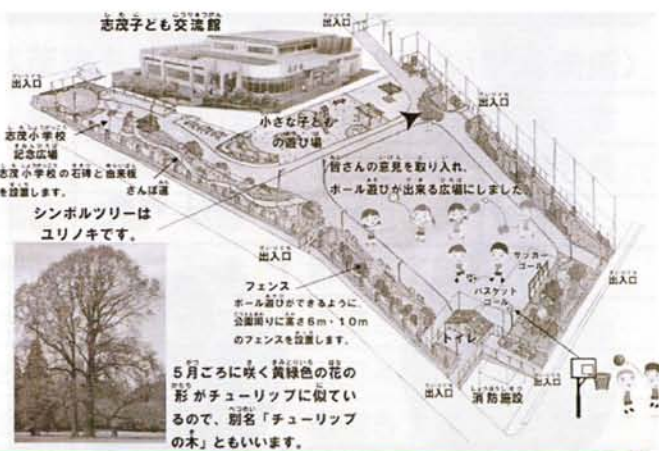 志茂子ども交流館
出入口
出入口
出入口
出入口
志茂小学校
記念広場
志茂小学校の石碑と由来板
を設置します。
さんぽ道
小さな子ども
の遊び場
皆さんの意見を取り入れ、
ボール遊びが出来る広場にしました。
シンボルツリーは
ユリノキです。
出入口
フェンス
ボール遊びができるように、
公園周りに高さ6m・10m
のフェンスを設置します。
サッカー
ゴール
バスケット
ゴール
出入口
トイレ
出入口
消防施設
5月ごろに咲く黄緑色の花の
形がチューリップに似てい
るので、別名「チューリップ
の木」ともいいます。